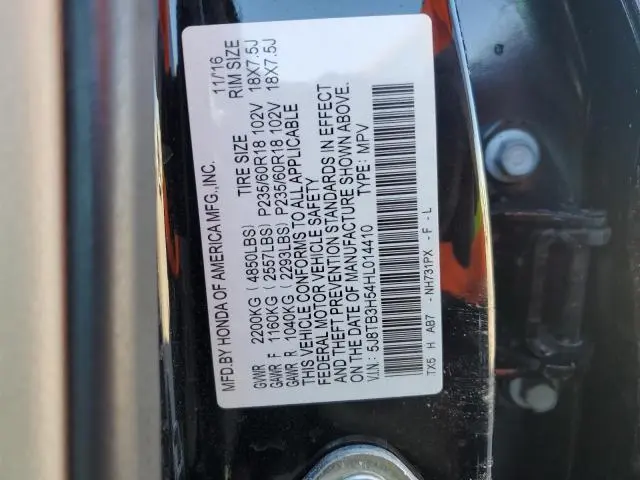 MFD.BY HONDA OF AMERICA MFG.,INC. 11/16
TIRE SIZE RIM SIZE
GVWR 2200KG ( 4850LBS)
GAWR F 1160KG ( 2557LBS) P235/60R18 102V 18X7.5J
GAWR R 1040KG ( 2293LBS) P235/60R18 102V 18X7.5J
THIS VEHICLE CONFORMS TO ALL APPLICABLE
FEDERAL MOTOR VEHICLE SAFETY
AND THEFT PREVENTION STANDARDS IN EFFECT
ON THE DATE OF MANUFACTURE SHOWN ABOVE.
V.I.N.: 5J8TB3H54HL014410 TYPE: MPV
TX5 H AB7 - NH731PX - F - L